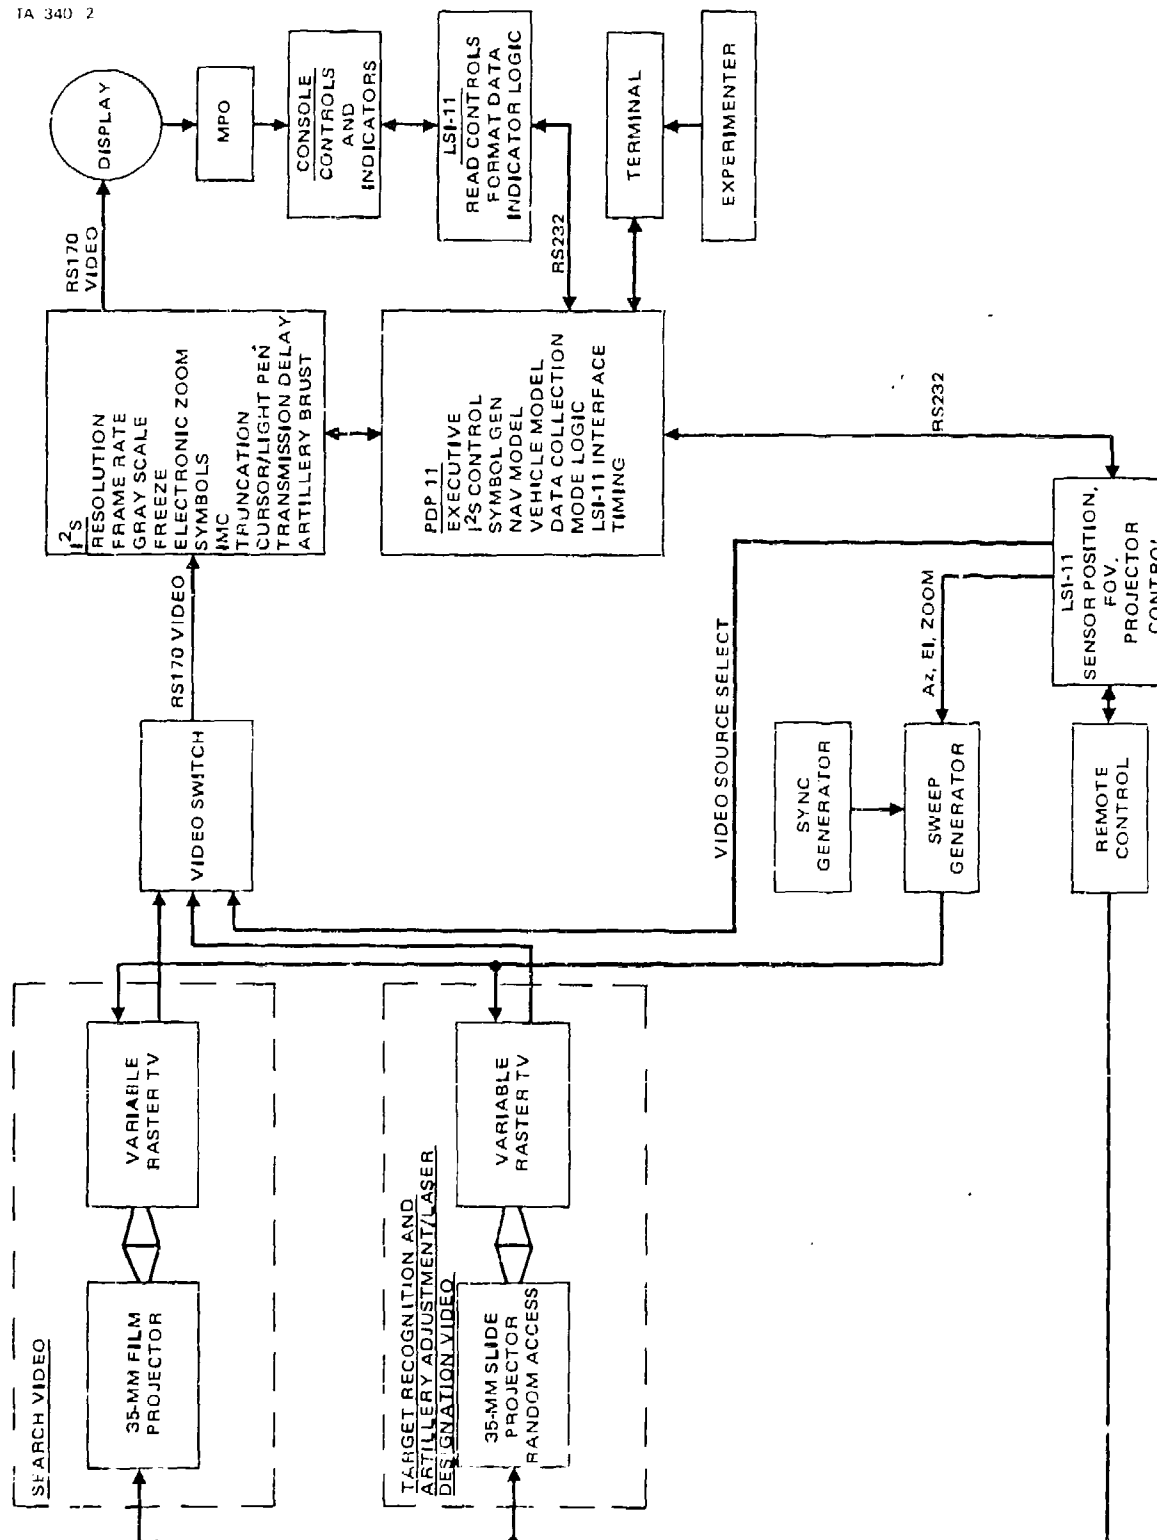 TA 340 2
SEARCH VIDEO
35-MM FILM
PROJECTOR
VARIABLE
RASTER TV
TARGET RECOGNITION AND
ARTILLERY ADJUSTMENT/LASER
DESIGNATION VIDEO
35-MM SLIDE
PROJECTOR
RANDOM ACCESS
VARIABLE
RASTER TV
VIDEO SWITCH
RS170 VIDEO
I²S
RESOLUTION
FRAME RATE
GRAY SCALE
FREEZE
ELECTRONIC ZOOM
SYMBOLS
IMC
TRUNCATION
CURSOR/LIGHT PEN
TRANSMISSION DELAY
ARTILLERY BRUST
RS170
VIDEO
DISPLAY
MPO
CONSOLE
CONTROLS
AND
INDICATORS
LSI-11
READ CONTROLS
FORMAT DATA
INDICATOR LOGIC
RS232
PDP 11
EXECUTIVE
I²S CONTROL
SYMBOL GEN
NAV MODEL
VEHICLE MODEL
DATA COLLECTION
MODE LOGIC
LSI-11 INTERFACE
TIMING
TERMINAL
EXPERIMENTER
VIDEO SOURCE SELECT
SYNC
GENERATOR
SWEEP
GENERATOR
Az, El, ZOOM
RS232
REMOTE
CONTROL
LSI-11
SENSOR POSITION,
FOV,
PROJECTOR
CONTROL